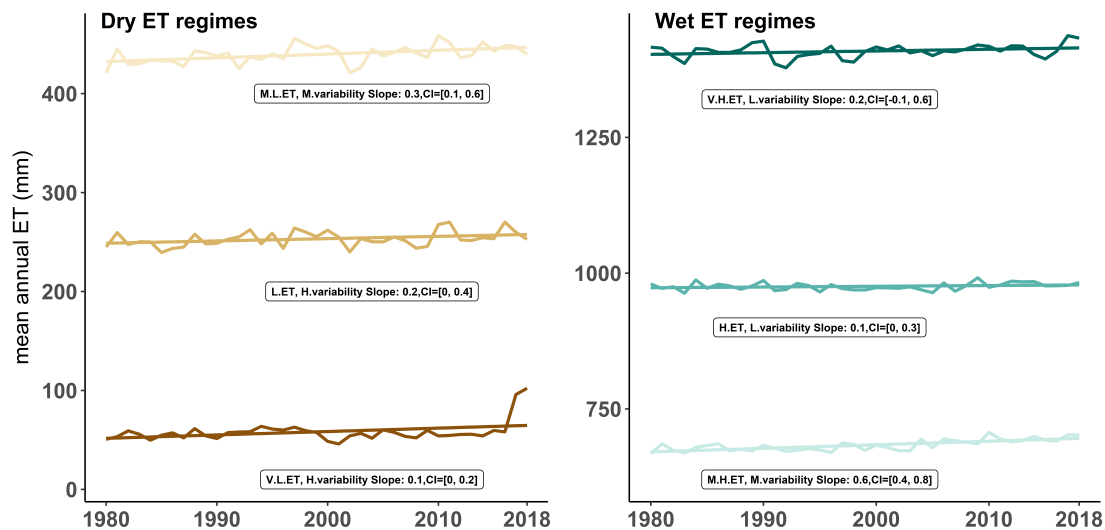 Dry ET regimes
mean annual ET (mm)
400
300
200
100
0
M.L.ET, M.variability Slope: 0.3,CI=[0.1, 0.6]
L.ET, H.variability Slope: 0.2,CI=[0, 0.4]
V.L.ET, H.variability Slope: 0.1,CI=[0, 0.2]
1980 1990 2000 2010 2018
Wet ET regimes
1250
1000
750
V.H.ET, L.variability Slope: 0.2,CI=[-0.1, 0.6]
H.ET, L.variability Slope: 0.1,CI=[0, 0.3]
M.H.ET, M.variability Slope: 0.6,CI=[0.4, 0.8]
1980 1990 2000 2010 2018